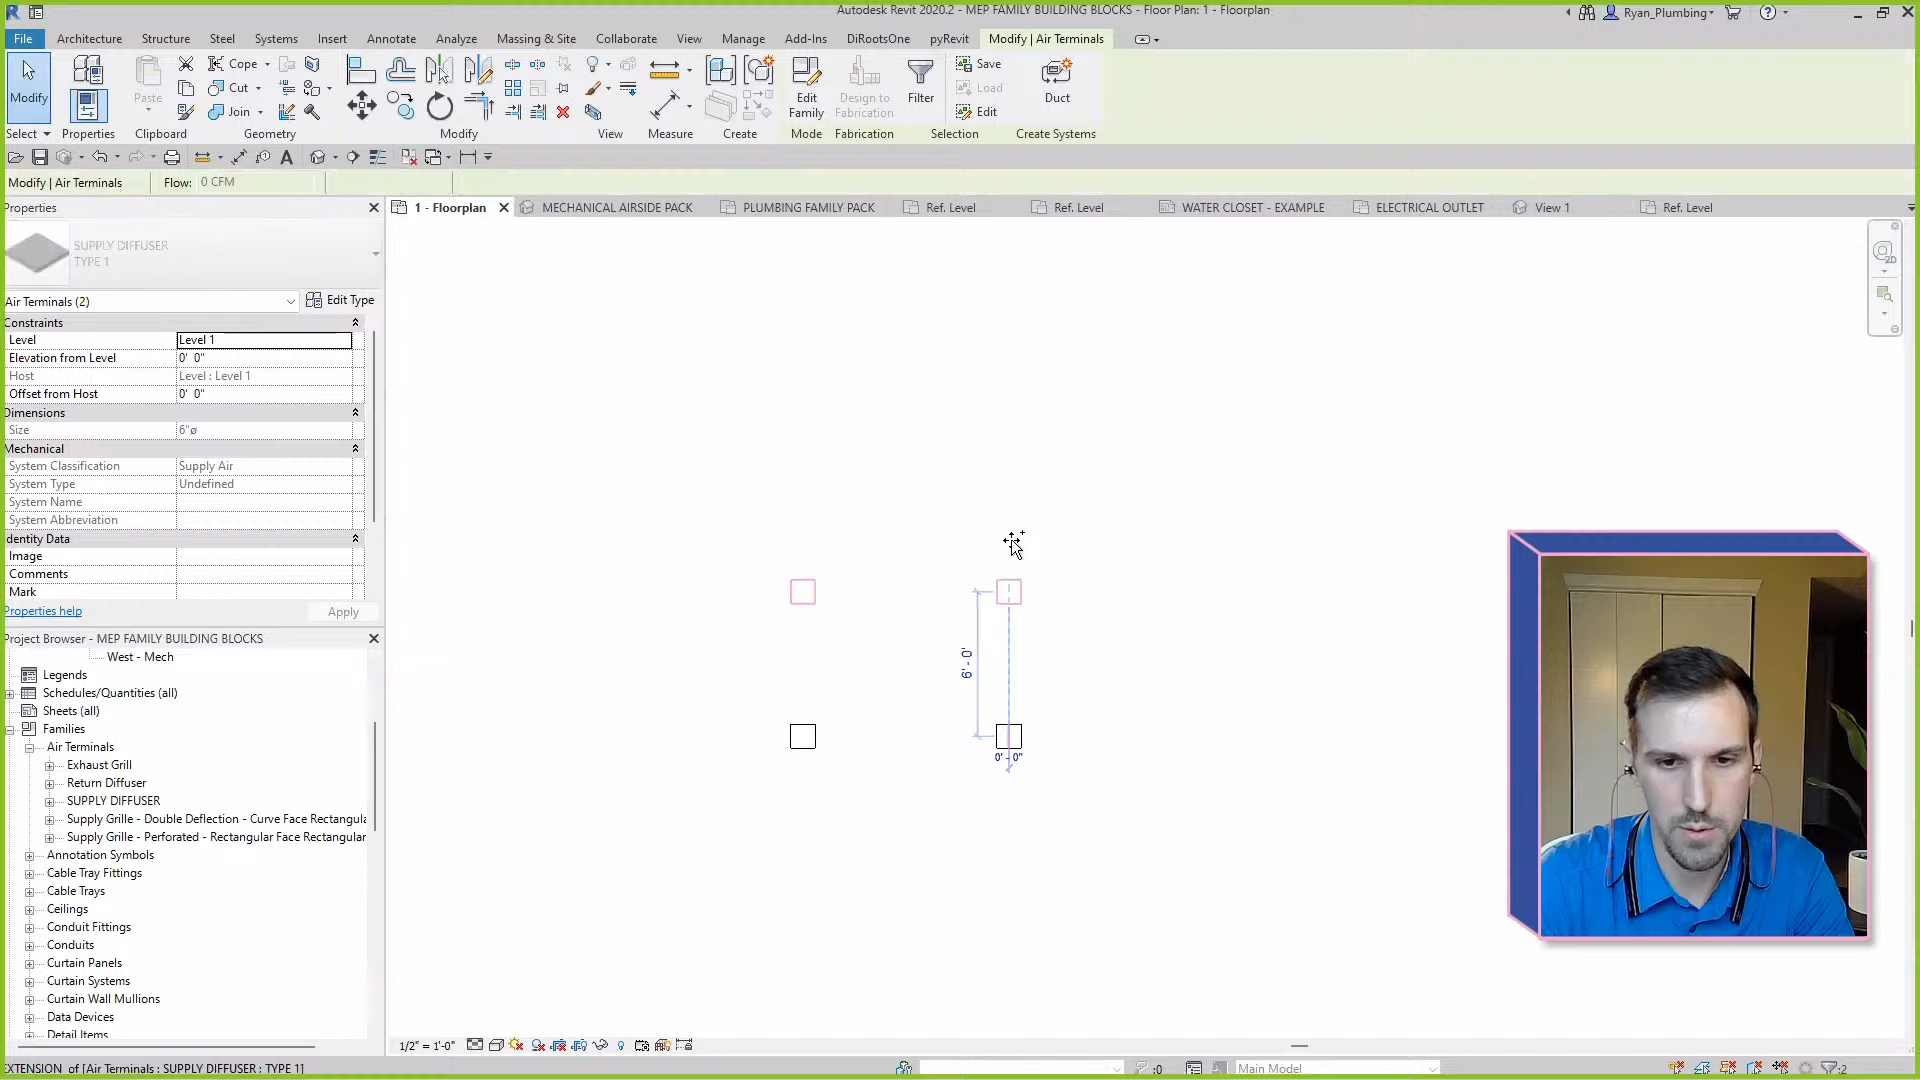 Autodesk Revit 2020.2 - MEP FAMILY BUILDING BLOCKS - Floor Plan: 1 - Floorplan
Ryan_Plumbing
File Architecture Structure Steel Systems Insert Annotate Analyze Massing & Site Collaborate View Manage Add-Ins DiRootsOne pyRevit Modify | Air Terminals
Modify
Paste
Cope
Cut
Join
Edit Family
Design to Fabrication
Filter
Save
Load
Edit
Duct
Select Properties Clipboard Geometry Modify View Measure Create Mode Fabrication Selection Create Systems
Modify | Air Terminals Flow: 0 CFM
Properties
1 - Floorplan MECHANICAL AIRSIDE PACK PLUMBING FAMILY PACK Ref. Level Ref. Level WATER CLOSET - EXAMPLE ELECTRICAL OUTLET View 1 Ref. Level
SUPPLY DIFFUSER
TYPE 1
Air Terminals (2) Edit Type
Constraints
Level Level 1
Elevation from Level 0' 0"
Host Level : Level 1
Offset from Host 0' 0"
Dimensions
Size 6"ø
Mechanical
System Classification Supply Air
System Type Undefined
System Name
System Abbreviation
Identity Data
Image
Comments
Mark
Properties help Apply
Project Browser - MEP FAMILY BUILDING BLOCKS
West - Mech
Legends
Schedules/Quantities (all)
Sheets (all)
Families
Air Terminals
Exhaust Grill
Return Diffuser
SUPPLY DIFFUSER
Supply Grille - Double Deflection - Curve Face Rectangula
Supply Grille - Perforated - Rectangular Face Rectangular
Annotation Symbols
Cable Tray Fittings
Cable Trays
Ceilings
Conduit Fittings
Conduits
Curtain Panels
Curtain Systems
Curtain Wall Mullions
Data Devices
Detail Items
6' - 0"
0' - 0"
2D
1/2" = 1'-0"
EXTENSION of [Air Terminals : SUPPLY DIFFUSER : TYPE 1]
:0
Main Model
:2